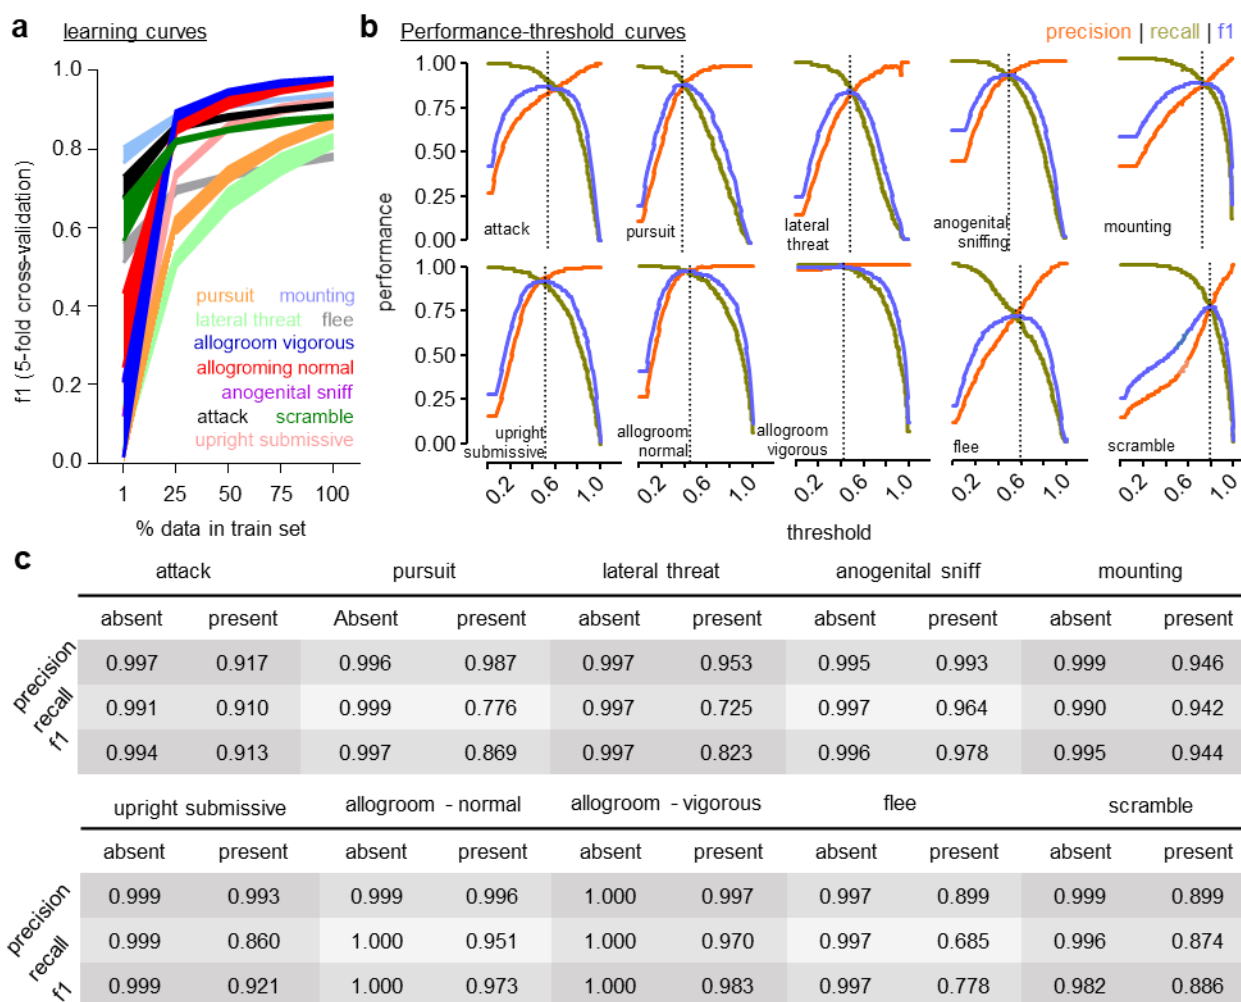 a learning curves
b Performance-threshold curves
precision | recall | f1
f1 (5-fold cross-validation)
1.0
0.8
0.6
0.4
0.2
0.0
pursuit mounting
lateral threat flee
allogroom vigorous
allogroming normal
anogenital sniff
attack scramble
upright submissive
1 25 50 75 100
% data in train set
performance
1.00
0.75
0.50
0.25
0.00
attack
pursuit
lateral
threat
anogenital
sniffing
mounting
1.00
0.75
0.50
0.25
0.00
upright
submissive
allogroom
normal
allogroom
vigorous
flee
scramble
0.2 0.6 1.0 0.2 0.6 1.0 0.2 0.6 1.0 0.2 0.6 1.0 0.2 0.6 1.0
threshold
c
attack pursuit lateral threat anogenital sniff mounting
absent present Absent present absent present absent present absent present
precision 0.997 0.917 0.996 0.987 0.997 0.953 0.995 0.993 0.999 0.946
recall 0.991 0.910 0.999 0.776 0.997 0.725 0.997 0.964 0.990 0.942
f1 0.994 0.913 0.997 0.869 0.997 0.823 0.996 0.978 0.995 0.944
upright submissive allogroom - normal allogroom - vigorous flee scramble
absent present absent present absent present absent present absent present
precision 0.999 0.993 0.999 0.996 1.000 0.997 0.997 0.899 0.999 0.899
recall 0.999 0.860 1.000 0.951 1.000 0.970 0.997 0.685 0.996 0.874
f1 0.999 0.921 1.000 0.973 1.000 0.983 0.997 0.778 0.982 0.886